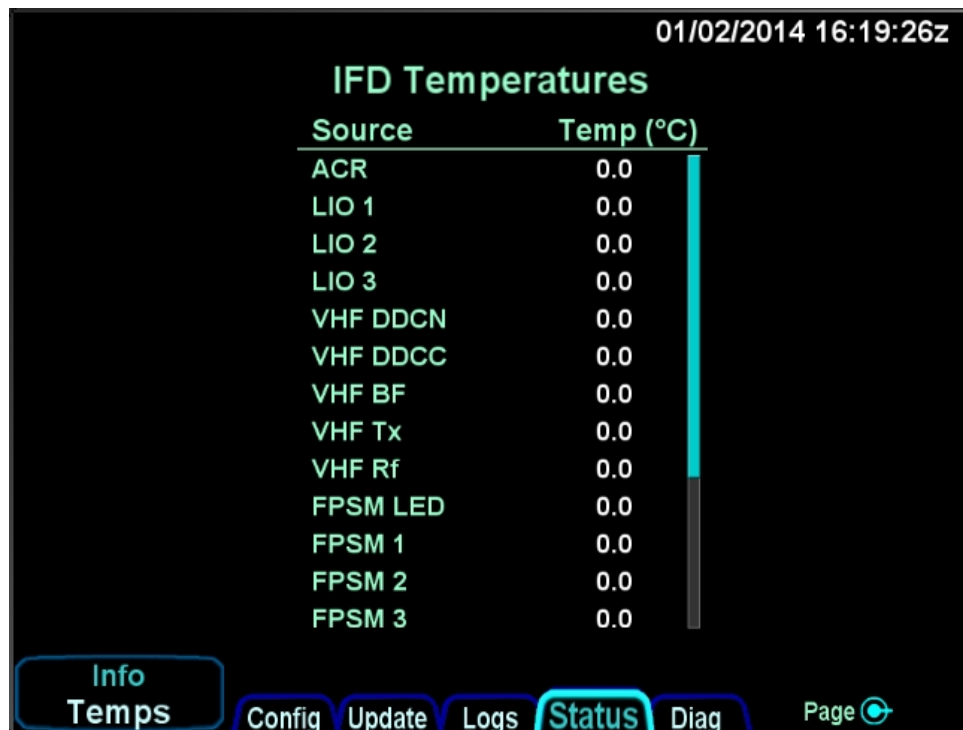 01/02/2014 16:19:26z
IFD Temperatures
Source Temp (°C)
ACR 0.0
LIO 1 0.0
LIO 2 0.0
LIO 3 0.0
VHF DDCN 0.0
VHF DDCC 0.0
VHF BF 0.0
VHF Tx 0.0
VHF Rf 0.0
FPSM LED 0.0
FPSM 1 0.0
FPSM 2 0.0
FPSM 3 0.0
Info
Temps Config Update Logs Status Diag Page